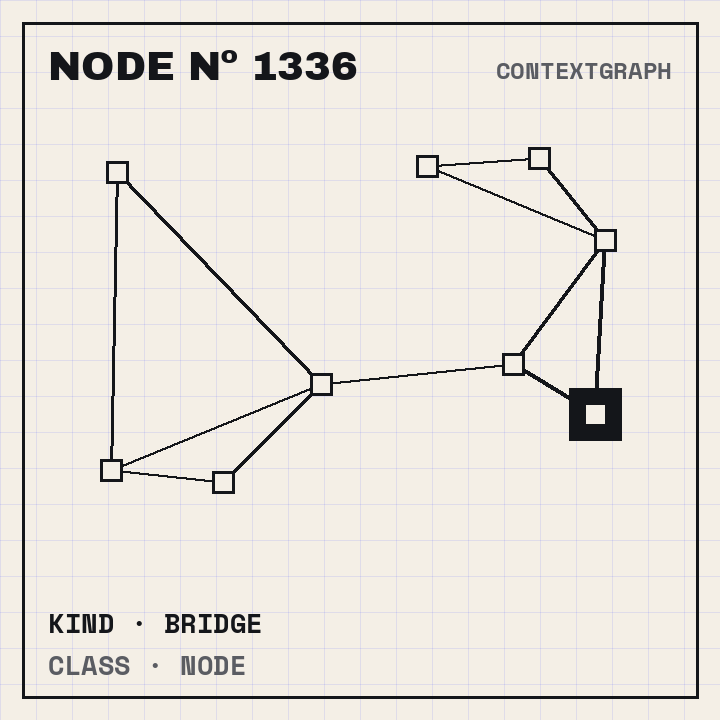 NODE Nº 1336
CONTEXTGRAPH
KIND · BRIDGE
CLASS · NODE